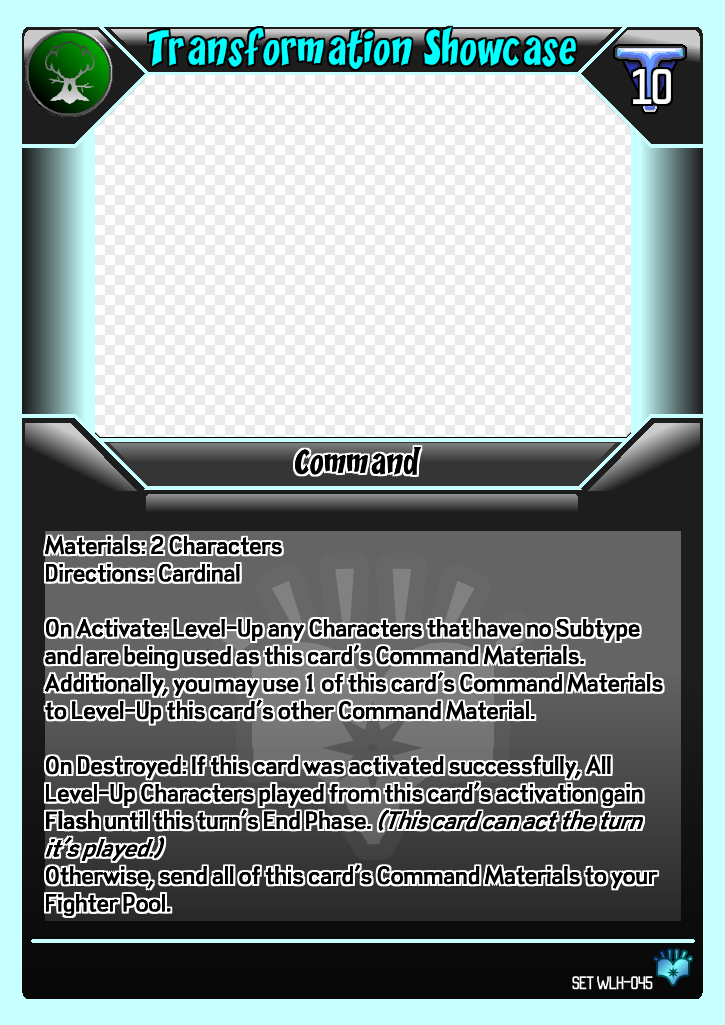 Transformation Showcase
10
Command
Materials: 2 Characters
Directions: Cardinal
On Activate: Level-Up any Characters that have no Subtype
and are being used as this card's Command Materials.
Additionally, you may use 1 of this card's Command Materials
to Level-Up this card's other Command Material.
On Destroyed: If this card was activated successfully, All
Level-Up Characters played from this card's activation gain
Flash until this turn's End Phase. (This card can act the turn
it's played.)
Otherwise, send all of this card's Command Materials to your
Fighter Pool.
SET WLH-045